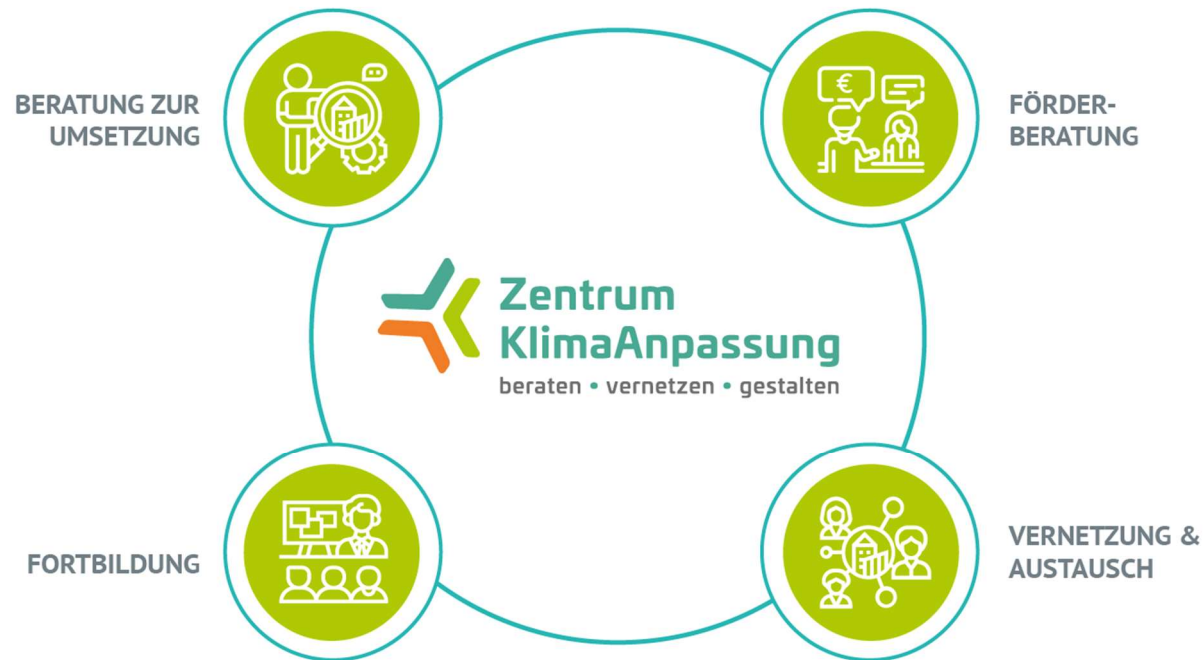 BERATUNG ZUR
UMSETZUNG
€
FÖRDER-
BERATUNG
Zentrum
KlimaAnpassung
beraten • vernetzen • gestalten
FORTBILDUNG
VERNETZUNG &
AUSTAUSCH